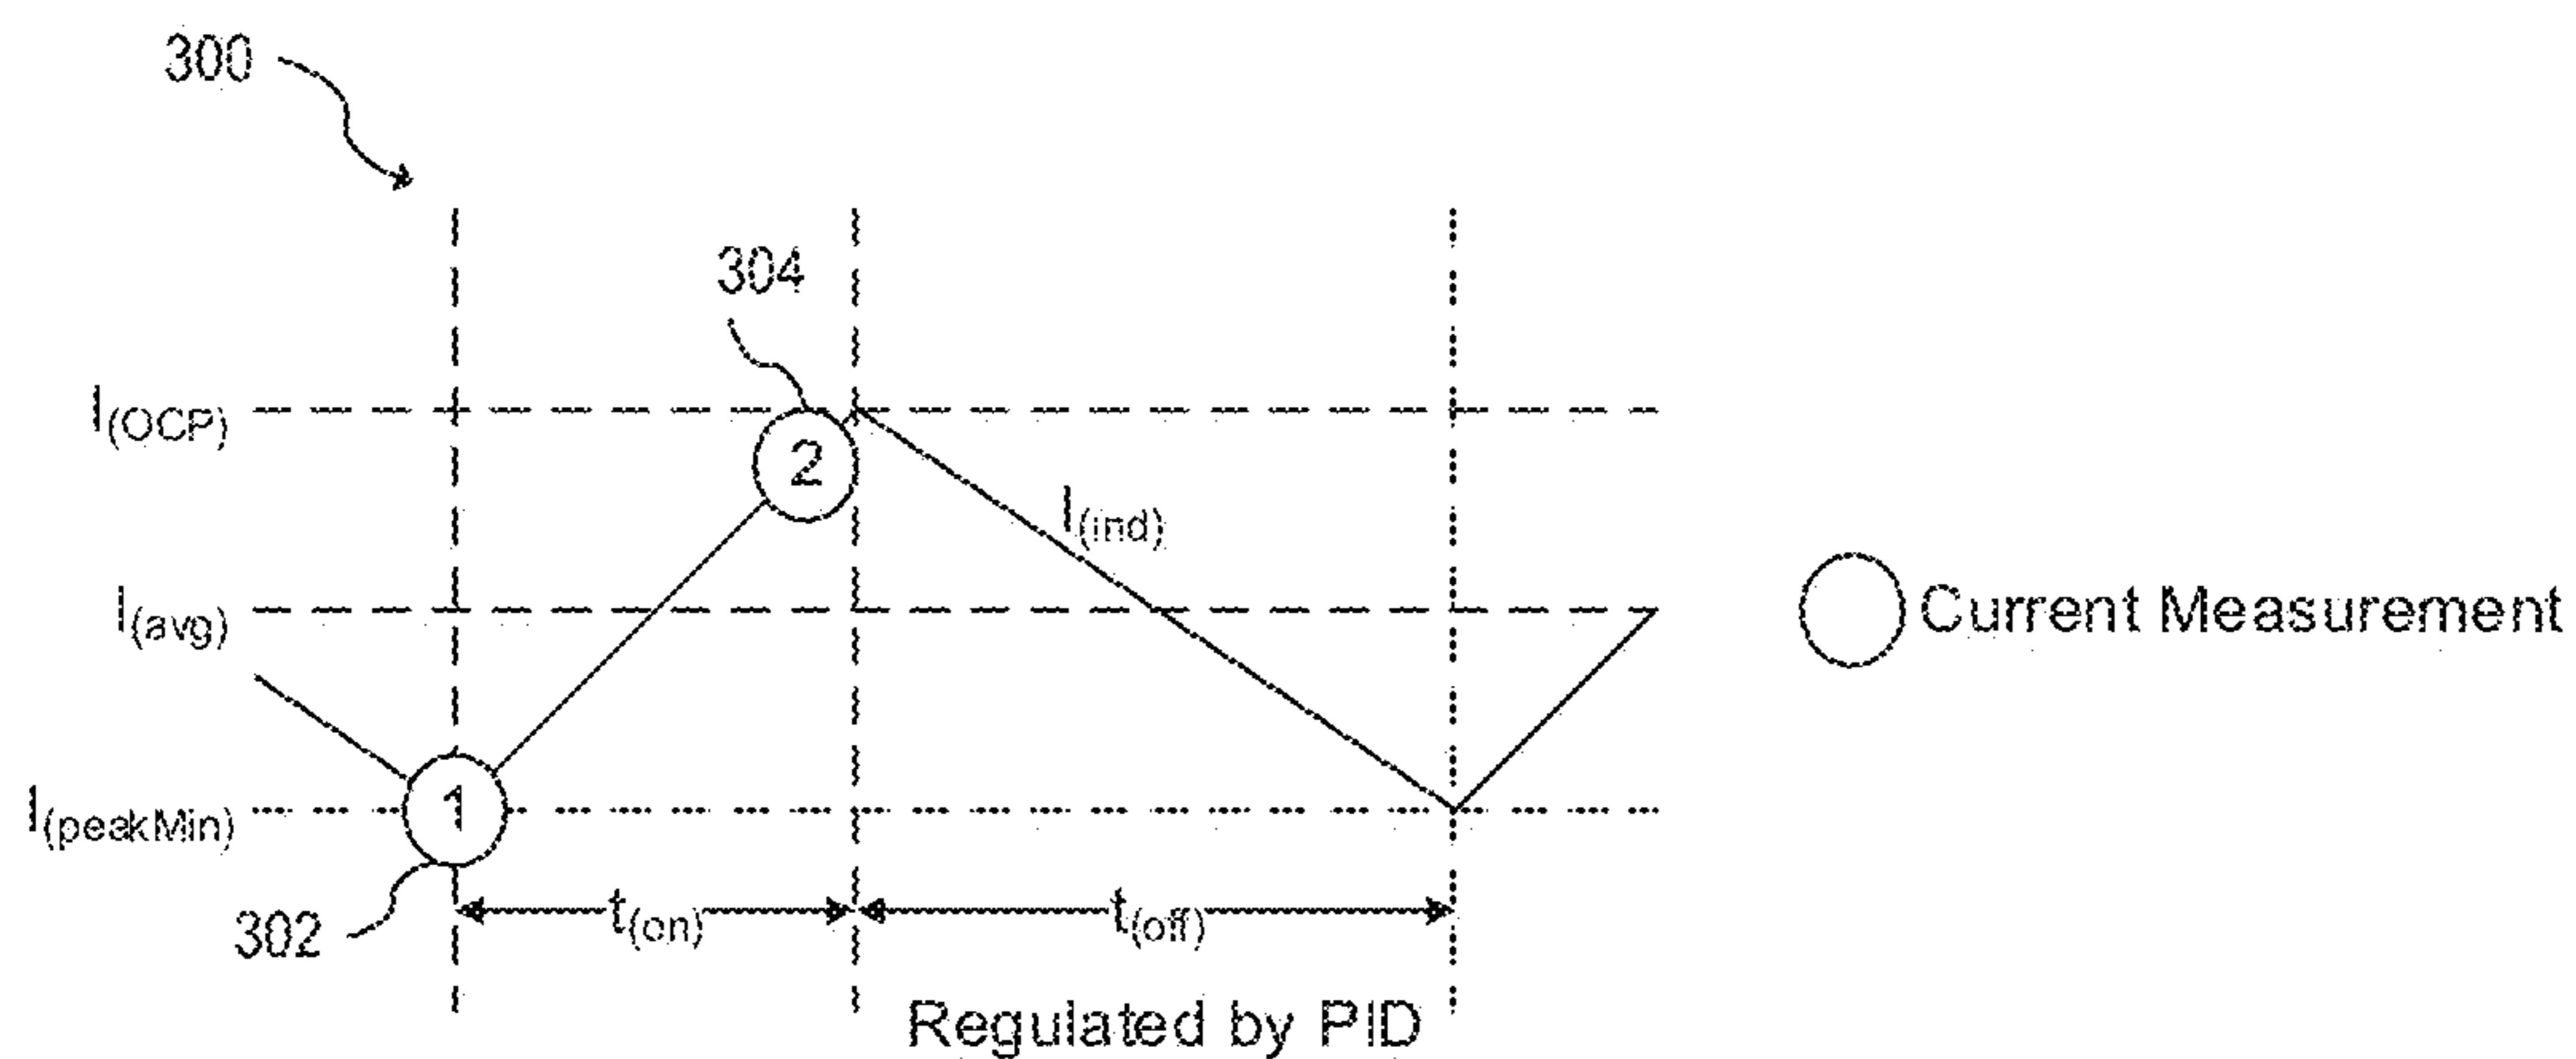 300
304
I(OCP)
2
I(ind)
I(avg)
Current Measurement
I(peakMin)
1
302
t(on)
t(off)
Regulated by PID